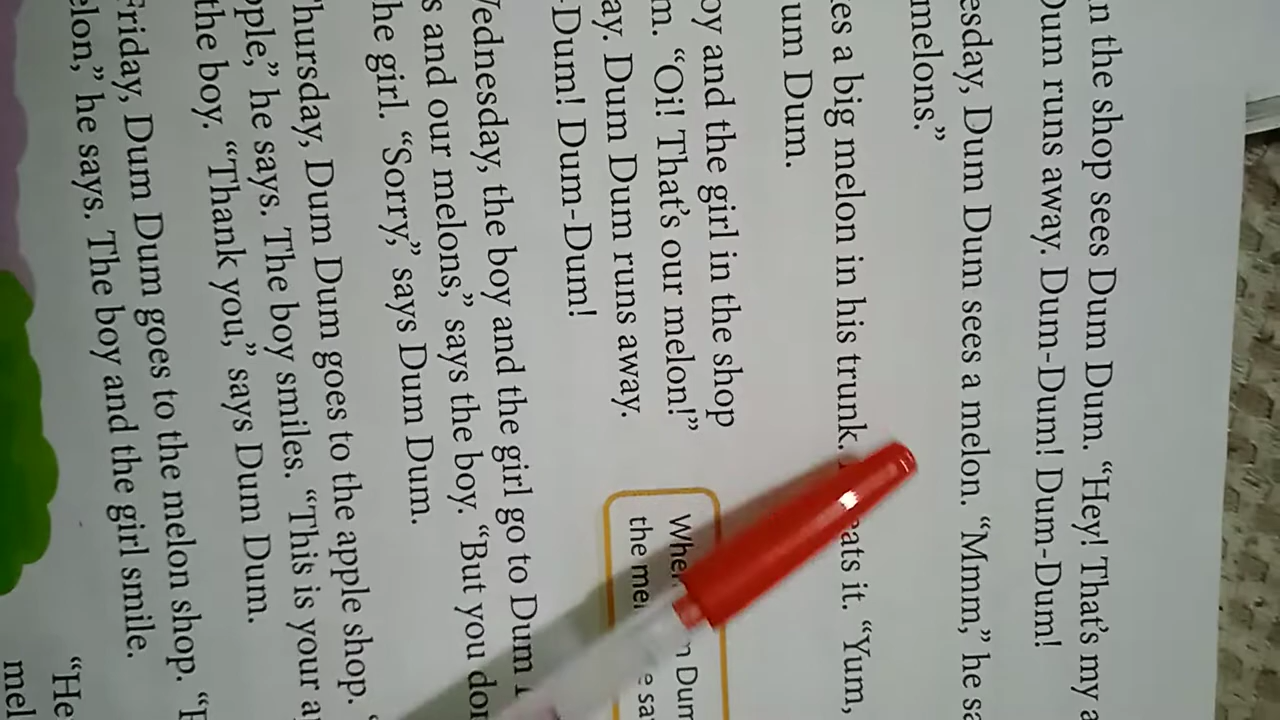 n the shop sees Dum Dum. “Hey! That’s my a
Dum runs away. Dum-Dum! Dum-Dum!
esday, Dum Dum sees a melon. “Mmm,” he sa
melons.”
es a big melon in his trunk. eats it. “Yum,
um Dum.
oy and the girl in the shop
m. “Oi! That’s our melon!”
ay. Dum Dum runs away.
-Dum! Dum-Dum!
Whe Dum
the me e sa
Wednesday, the boy and the girl go to Dum
s and our melons,” says the boy. “But you don
he girl. “Sorry,” says Dum Dum.
Thursday, Dum Dum goes to the apple shop. “
pple,” he says. The boy smiles. “This is your a
the boy. “Thank you,” says Dum Dum.
Friday, Dum Dum goes to the melon shop.
elon,” he says. The boy and the girl smile.
“He
mel